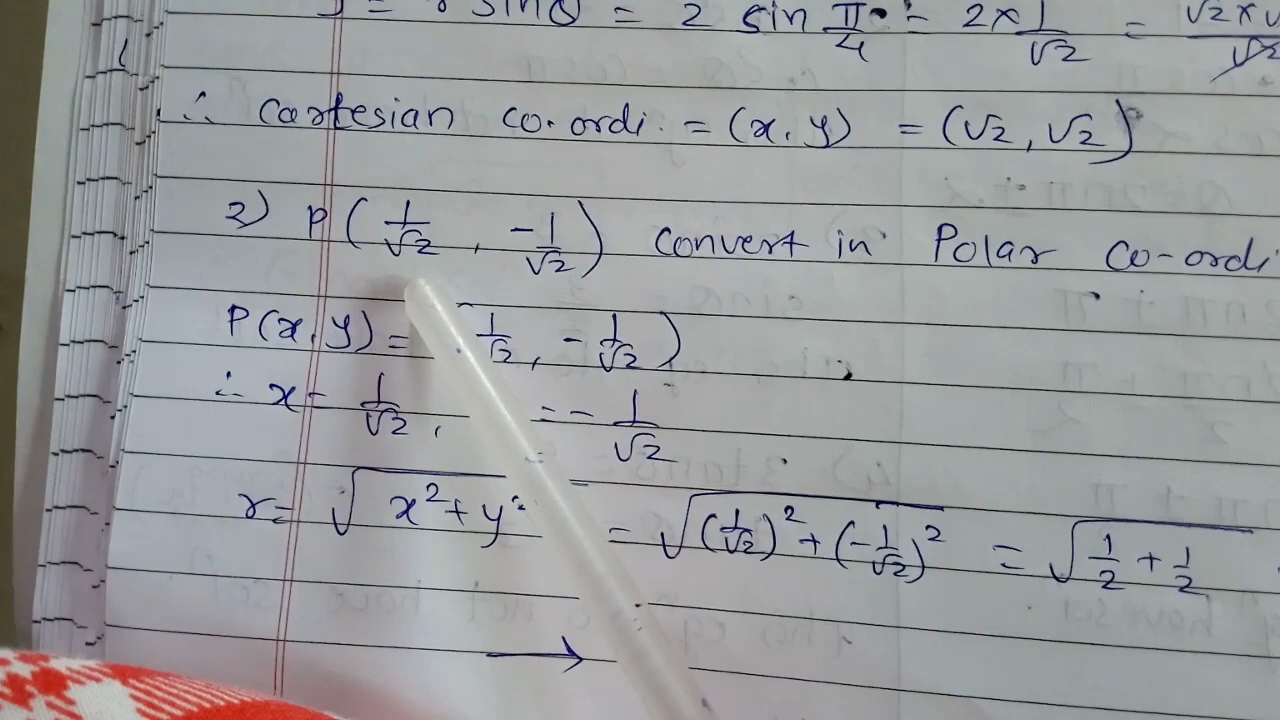 = r sinθ = 2 sin π/4 = 2×1/√2 = √2×
∴ Cartesian co.ordi. = (x,y) = (√2, √2)
2) P(1/√2, -1/√2) convert in Polar co-ordi
P(x,y) = 1/√2, -1/√2)
∴ x = 1/√2, = - 1/√2
r = √x²+y² = √(1/√2)²+(-1/√2)² = √1/2 + 1/2
→